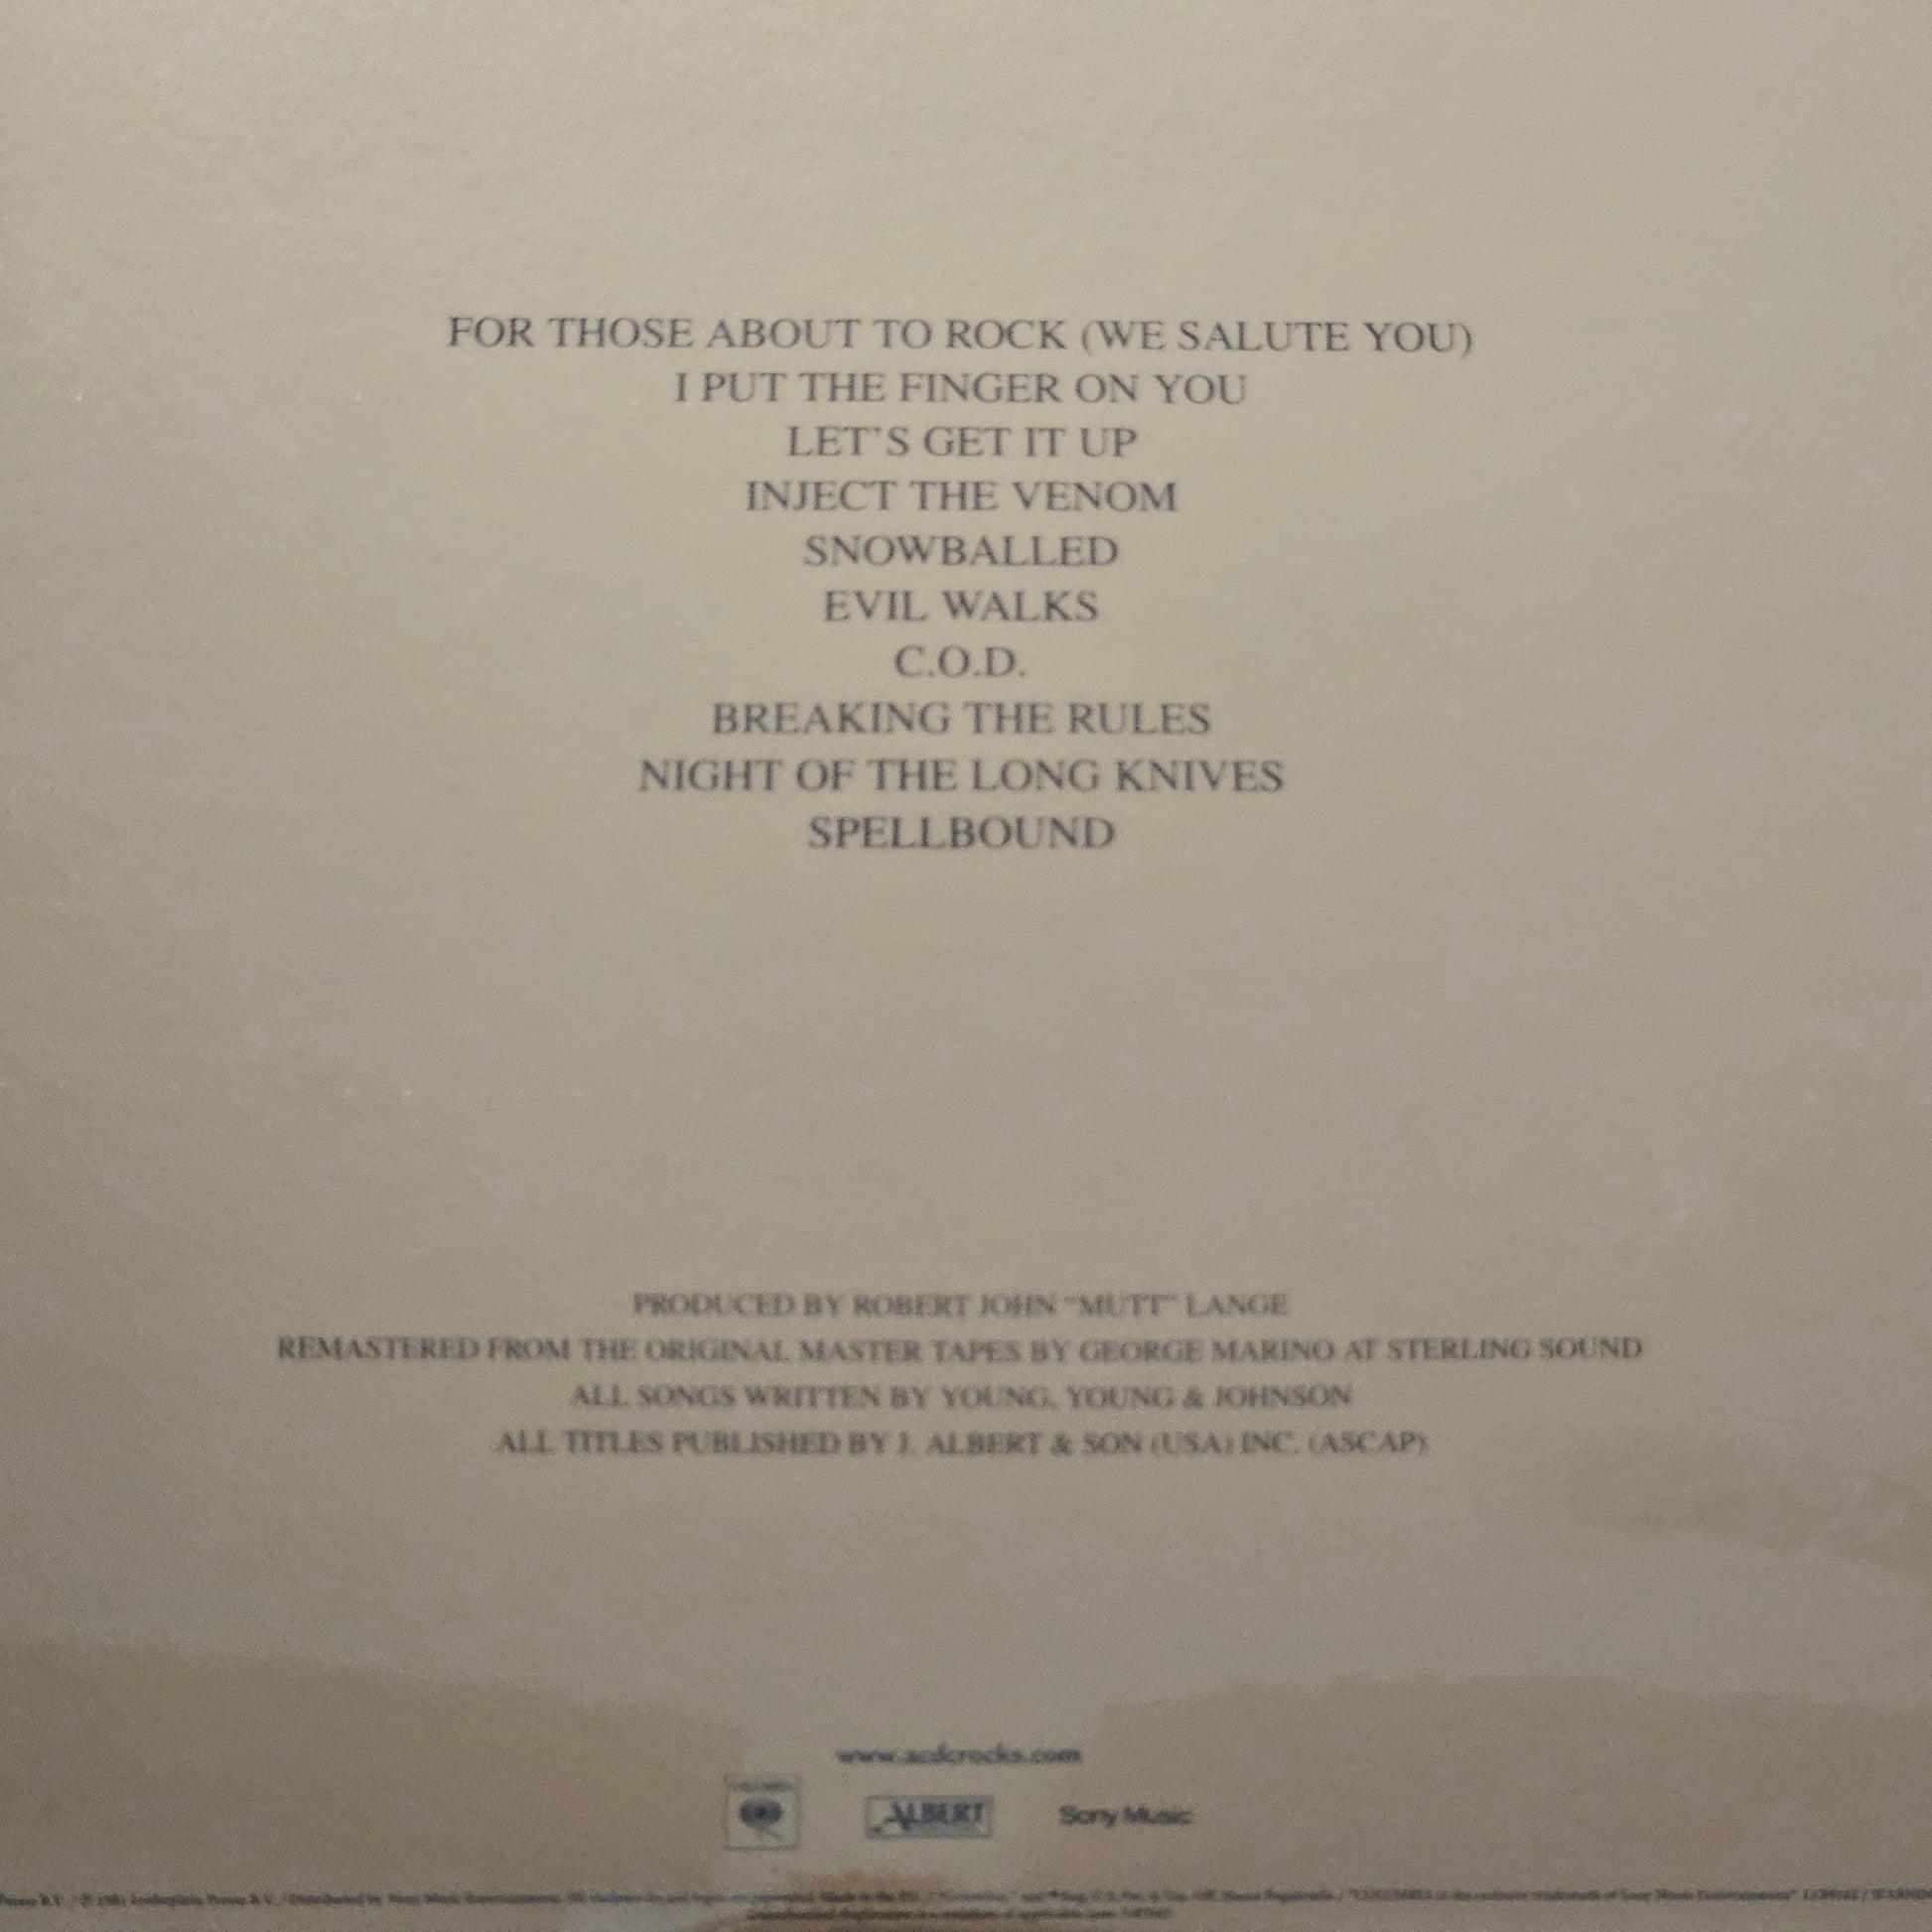 FOR THOSE ABOUT TO ROCK (WE SALUTE YOU)
I PUT THE FINGER ON YOU
LET'S GET IT UP
INJECT THE VENOM
SNOWBALLED
EVIL WALKS
C.O.D.
BREAKING THE RULES
NIGHT OF THE LONG KNIVES
SPELLBOUND
PRODUCED BY ROBERT JOHN "MUTT" LANGE
REMASTERED FROM THE ORIGINAL MASTER TAPES BY GEORGE MARINO AT STERLING SOUND
ALL SONGS WRITTEN BY YOUNG, YOUNG & JOHNSON
ALL TITLES PUBLISHED BY J. ALBERT & SON (USA) INC. (ASCAP)
www.acdcrocks.com
ALBERT
Sony Music